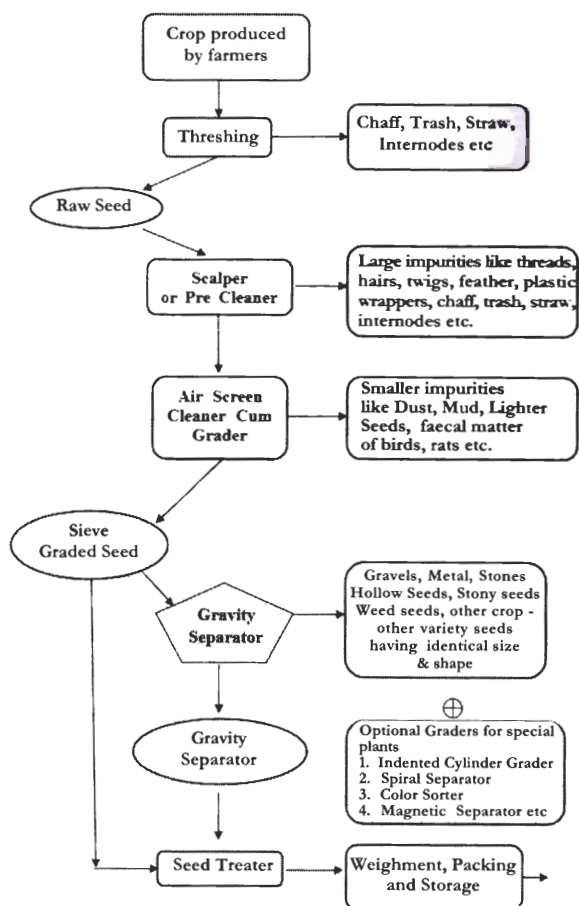 Crop produced
by farmers
Threshing
Chaff, Trash, Straw,
Internodes etc
Raw Seed
Scalper
or Pre Cleaner
Large impurities like threads,
hairs, twigs, feather, plastic
wrappers, chaff, trash, straw,
internodes etc.
Air Screen
Cleaner Cum
Grader
Smaller impurities
like Dust, Mud, Lighter
Seeds, faecal matter
of birds, rats etc.
Sieve
Graded Seed
Gravity
Separator
Gravels, Metal, Stones
Hollow Seeds, Stony seeds
Weed seeds, other crop -
other variety seeds
having identical size
& shape
Gravity
Separator
Optional Graders for special
plants
1. Indented Cylinder Grader
2. Spiral Separator
3. Color Sorter
4. Magnetic Separator etc
Seed Treater
Weighment, Packing
and Storage